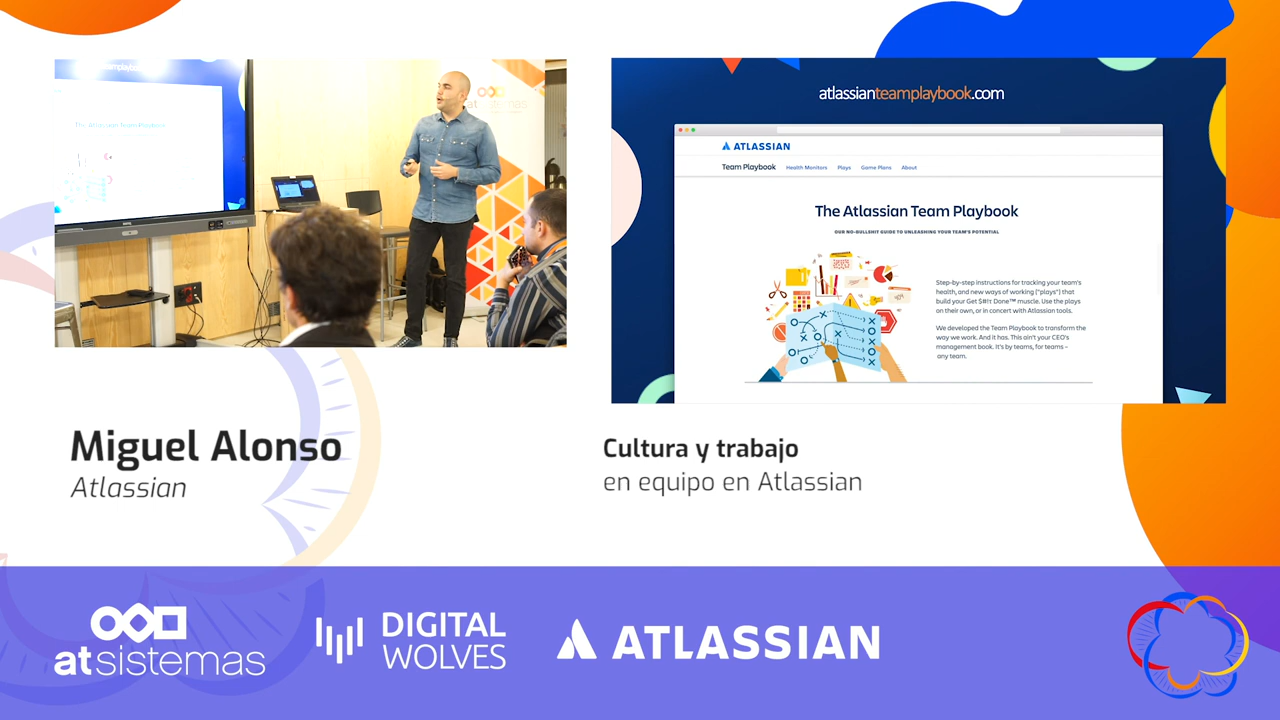 The Atlassian Team Playbook
atsistemas
atlassianteamplaybook.com
ATLASSIAN
Team Playbook Health Monitors Plays Game Plans About
The Atlassian Team Playbook
OUR NO-BULLSHIT GUIDE TO UNLEASHING YOUR TEAM'S POTENTIAL
Step-by-step instructions for tracking your team's
health, and new ways of working ("plays") that
build your Get $#!t Done™ muscle. Use the plays
on their own, or in concert with Atlassian tools.
We developed the Team Playbook to transform the
way we work. And it has. This ain't your CEO's
management book. It's by teams, for teams –
any team.
Miguel Alonso
Atlassian
Cultura y trabajo
en equipo en Atlassian
atsistemas
DIGITAL
WOLVES
ATLASSIAN